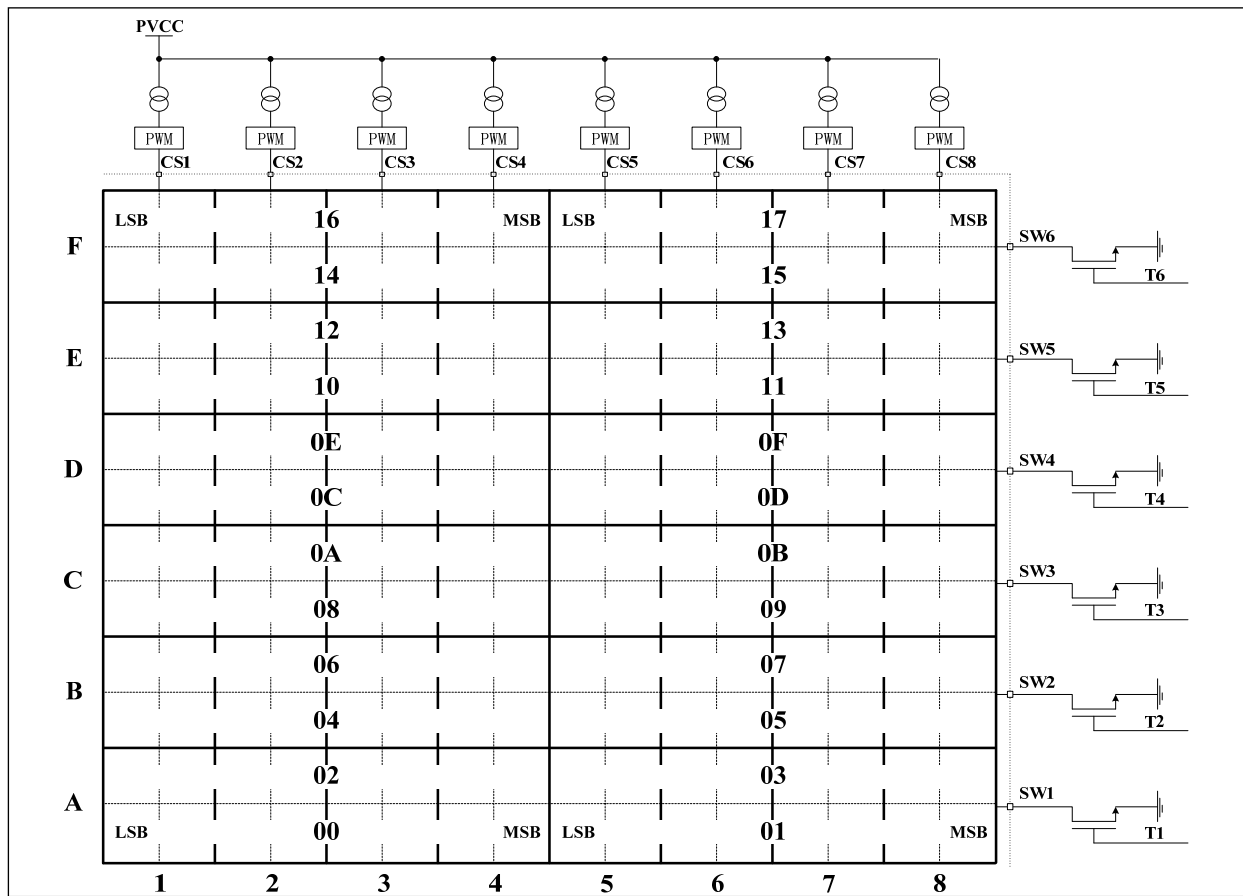 PVCC
PWM PWM PWM PWM PWM PWM PWM PWM
CS1 CS2 CS3 CS4 CS5 CS6 CS7 CS8
LSB 16 MSB LSB 17 MSB
F SW6
14 15 T6
12 13
E SW5
10 11 T5
0E 0F
D SW4
0C 0D T4
0A 0B
C SW3
08 09 T3
06 07
B SW2
04 05 T2
02 03
A SW1
LSB 00 MSB LSB 01 MSB T1
1 2 3 4 5 6 7 8